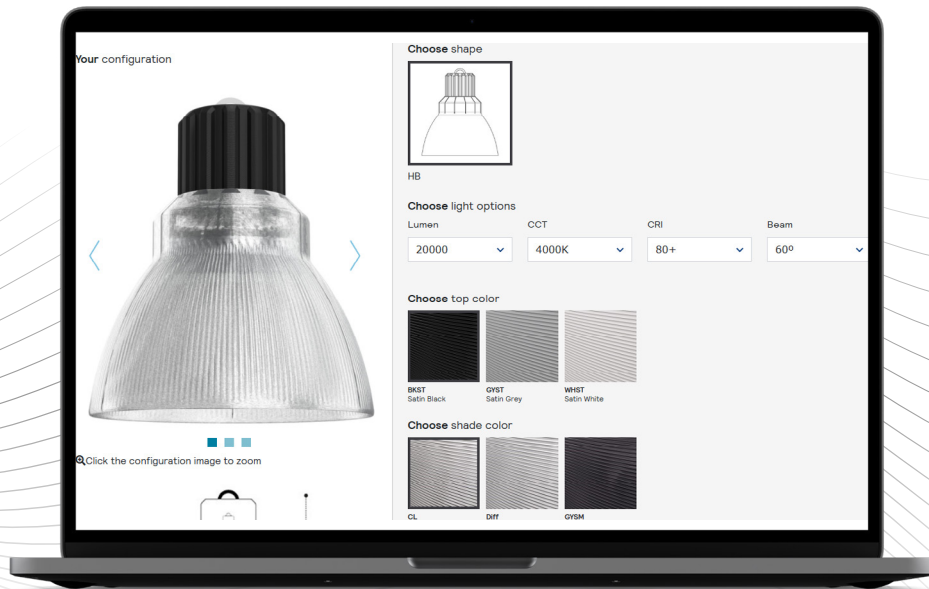 Your configuration
Click the configuration image to zoom
Choose shape
HB
Choose light options
Lumen CCT CRI Beam
20000 4000K 80+ 60º
Choose top color
BKST GYST WHST
Satin Black Satin Grey Satin White
Choose shade color
CL Diff GYSM